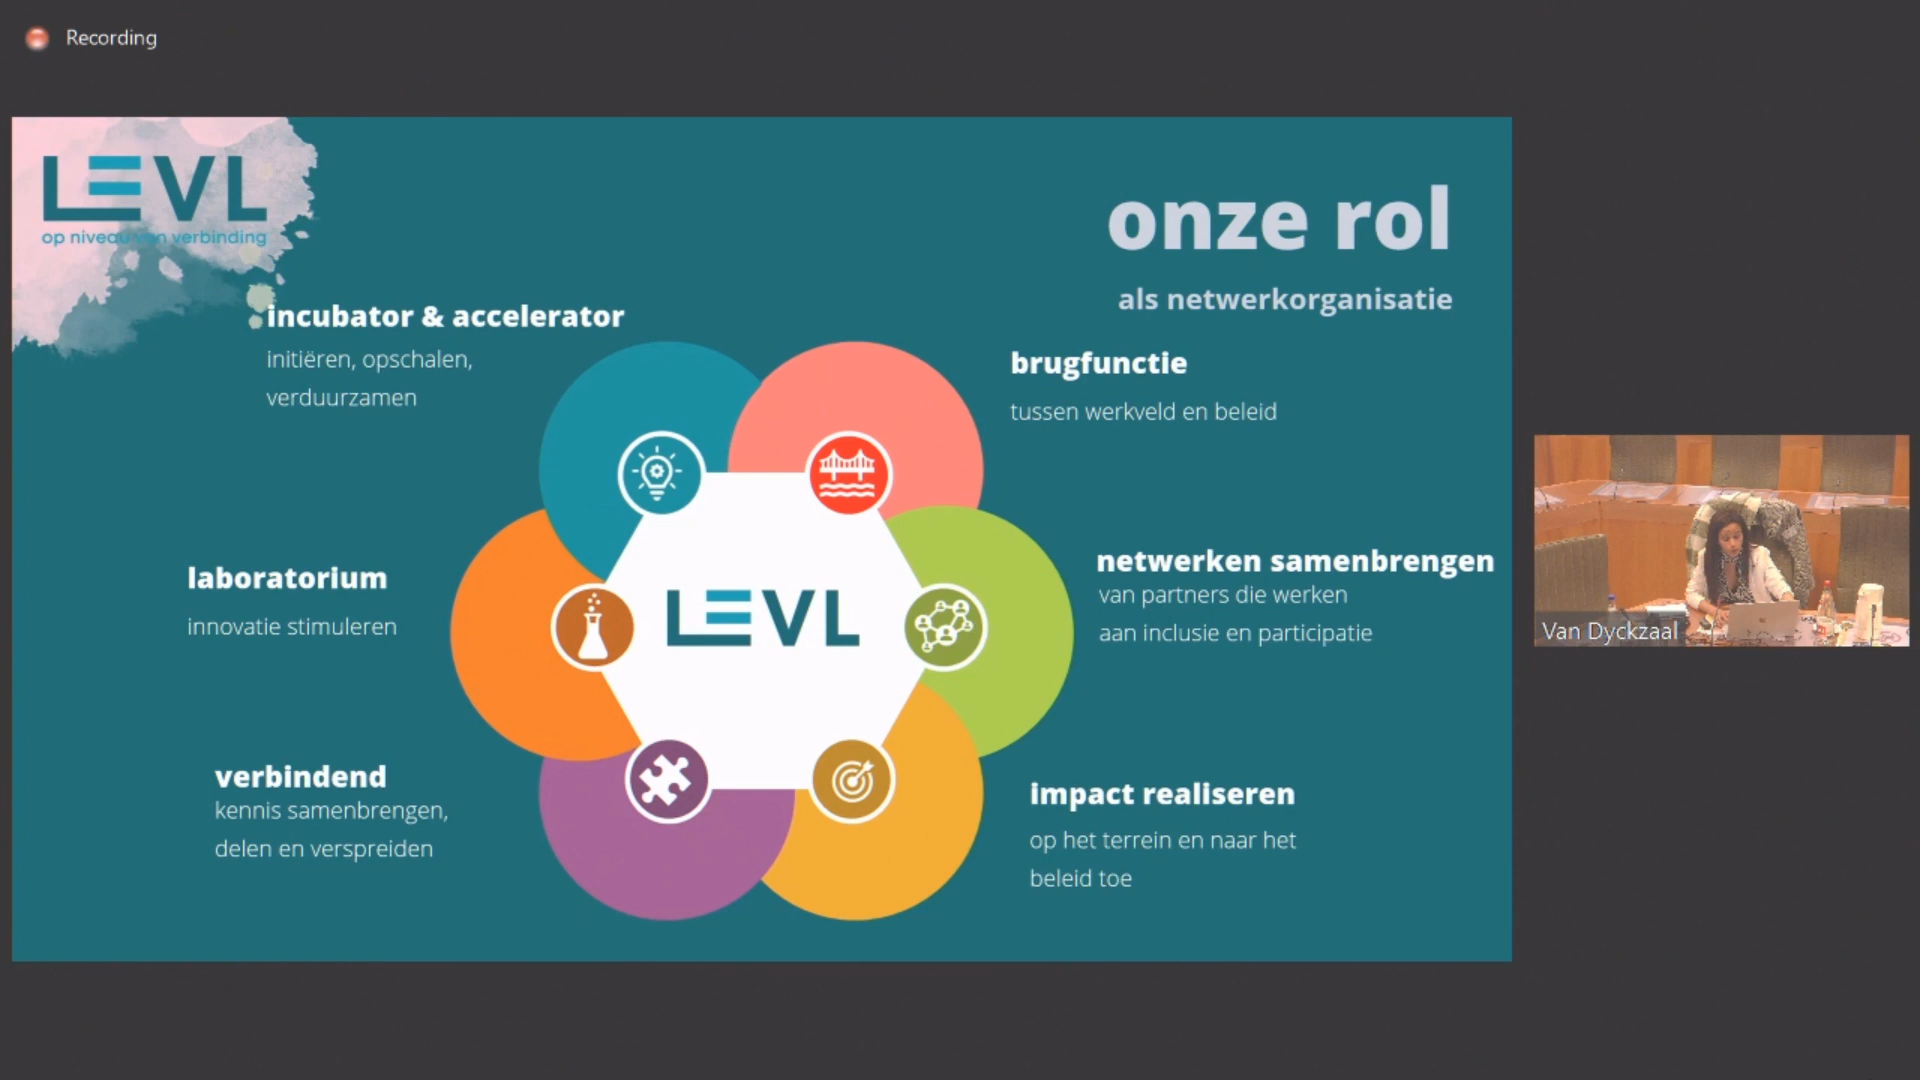 Recording
LEVL
op niveau van verbinding
onze rol
als netwerkorganisatie
incubator & accelerator
initiëren, opschalen,
verduurzamen
brugfunctie
tussen werkveld en beleid
laboratorium
innovatie stimuleren
LEVL
netwerken samenbrengen
van partners die werken
aan inclusie en participatie
verbindend
kennis samenbrengen,
delen en verspreiden
impact realiseren
op het terrein en naar het
beleid toe
Van Dyckzaal